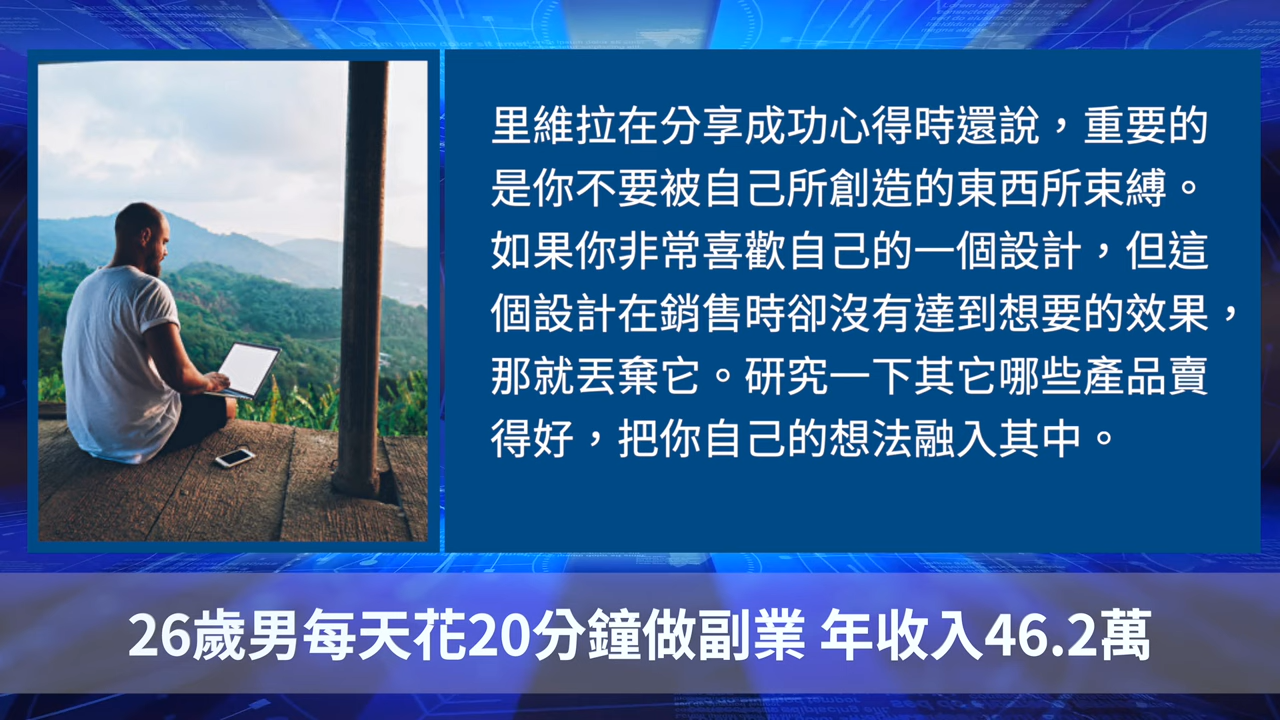 里維拉在分享成功心得時還說，重要的
是你不要被自己所創造的東西所束縛。
如果你非常喜歡自己的一個設計，但這
個設計在銷售時卻沒有達到想要的效果，
那就丟棄它。研究一下其它哪些產品賣
得好，把你自己的想法融入其中。
26歲男每天花20分鐘做副業 年收入46.2萬